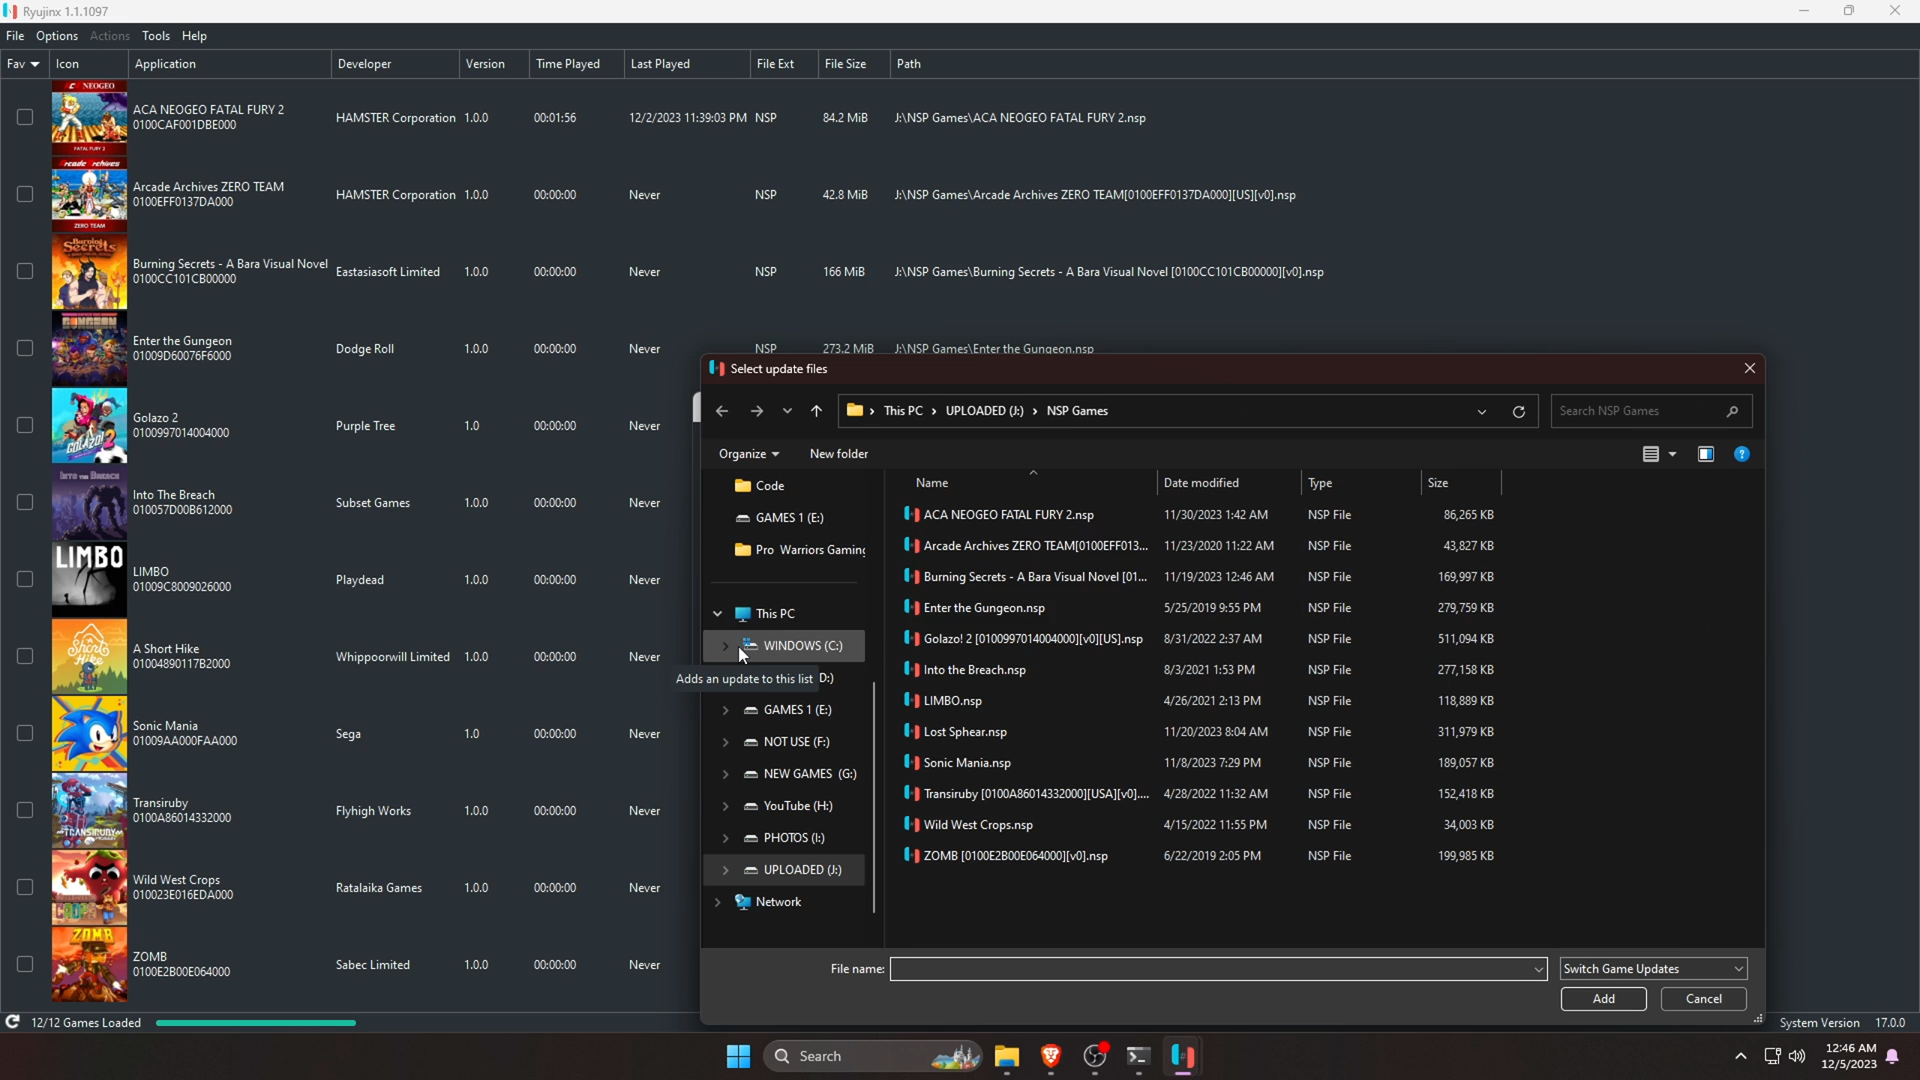 Ryujinx 1.1.1097
File Options Actions Tools Help
Fav Icon Application Developer Version Time Played Last Played File Ext File Size Path
NEOGEO
FATAL FURY 2
ACA NEOGEO FATAL FURY 2
0100CAF001DBE000
HAMSTER Corporation 1.0.0 00:01:56 12/2/2023 11:39:03 PM NSP 84.2 MiB J:\NSP Games\ACA NEOGEO FATAL FURY 2.nsp
ZERO TEAM
Arcade Archives ZERO TEAM
0100EFF0137DA000
HAMSTER Corporation 1.0.0 00:00:00 Never NSP 42.8 MiB J:\NSP Games\Arcade Archives ZERO TEAM[0100EFF0137DA000][US][v0].nsp
Burning Secrets
Burning Secrets - A Bara Visual Novel
0100CC101CB00000
Eastasiasoft Limited 1.0.0 00:00:00 Never NSP 166 MiB J:\NSP Games\Burning Secrets - A Bara Visual Novel [0100CC101CB00000][v0].nsp
GUNGEON
Enter the Gungeon
01009D60076F6000
Dodge Roll 1.0.0 00:00:00 Never NSP 273.2 MiB J:\NSP Games\Enter the Gungeon.nsp
GOLAZO! 2
Golazo 2
0100997014004000
Purple Tree 1.0 00:00:00 Never
INTO THE BREACH
Into The Breach
010057D00B612000
Subset Games 1.0.0 00:00:00 Never
LIMBO
LIMBO
01009C8009026000
Playdead 1.0.0 00:00:00 Never
A Short Hike
A Short Hike
01004890117B2000
Whippoorwill Limited 1.0.0 00:00:00 Never
Sonic Mania
01009AA000FAA000
Sega 1.0 00:00:00 Never
TRANSIRUBY
Transiruby
0100A86014332000
Flyhigh Works 1.0.0 00:00:00 Never
CROPS
Wild West Crops
010023E016EDA000
Ratalaika Games 1.0.0 00:00:00 Never
ZOMB
ZOMB
0100E2B00E064000
Sabec Limited 1.0.0 00:00:00 Never
12/12 Games Loaded
System Version 17.0.0
Select update files
This PC › UPLOADED (J:) › NSP Games
Search NSP Games
Organize New folder
Code
GAMES 1 (E:)
Pro Warriors Gaming
This PC
WINDOWS (C:)
Adds an update to this list D:)
GAMES 1 (E:)
NOT USE (F:)
NEW GAMES (G:)
YouTube (H:)
PHOTOS (I:)
UPLOADED (J:)
Network
Name Date modified Type Size
ACA NEOGEO FATAL FURY 2.nsp 11/30/2023 1:42 AM NSP File 86,265 KB
Arcade Archives ZERO TEAM[0100EFF013... 11/23/2020 11:22 AM NSP File 43,827 KB
Burning Secrets - A Bara Visual Novel [01... 11/19/2023 12:46 AM NSP File 169,997 KB
Enter the Gungeon.nsp 5/25/2019 9:55 PM NSP File 279,759 KB
Golazo! 2 [0100997014004000][v0][US].nsp 8/31/2022 2:37 AM NSP File 511,094 KB
Into the Breach.nsp 8/3/2021 1:53 PM NSP File 277,158 KB
LIMBO.nsp 4/26/2021 2:13 PM NSP File 118,889 KB
Lost Sphear.nsp 11/20/2023 8:04 AM NSP File 311,979 KB
Sonic Mania.nsp 11/8/2023 7:29 PM NSP File 189,057 KB
Transiruby [0100A86014332000][USA][v0].... 4/28/2022 11:32 AM NSP File 152,418 KB
Wild West Crops.nsp 4/15/2022 11:55 PM NSP File 34,003 KB
ZOMB [0100E2B00E064000][v0].nsp 6/22/2019 2:05 PM NSP File 199,985 KB
File name: Switch Game Updates
Add Cancel
Search
12:46 AM
12/5/2023